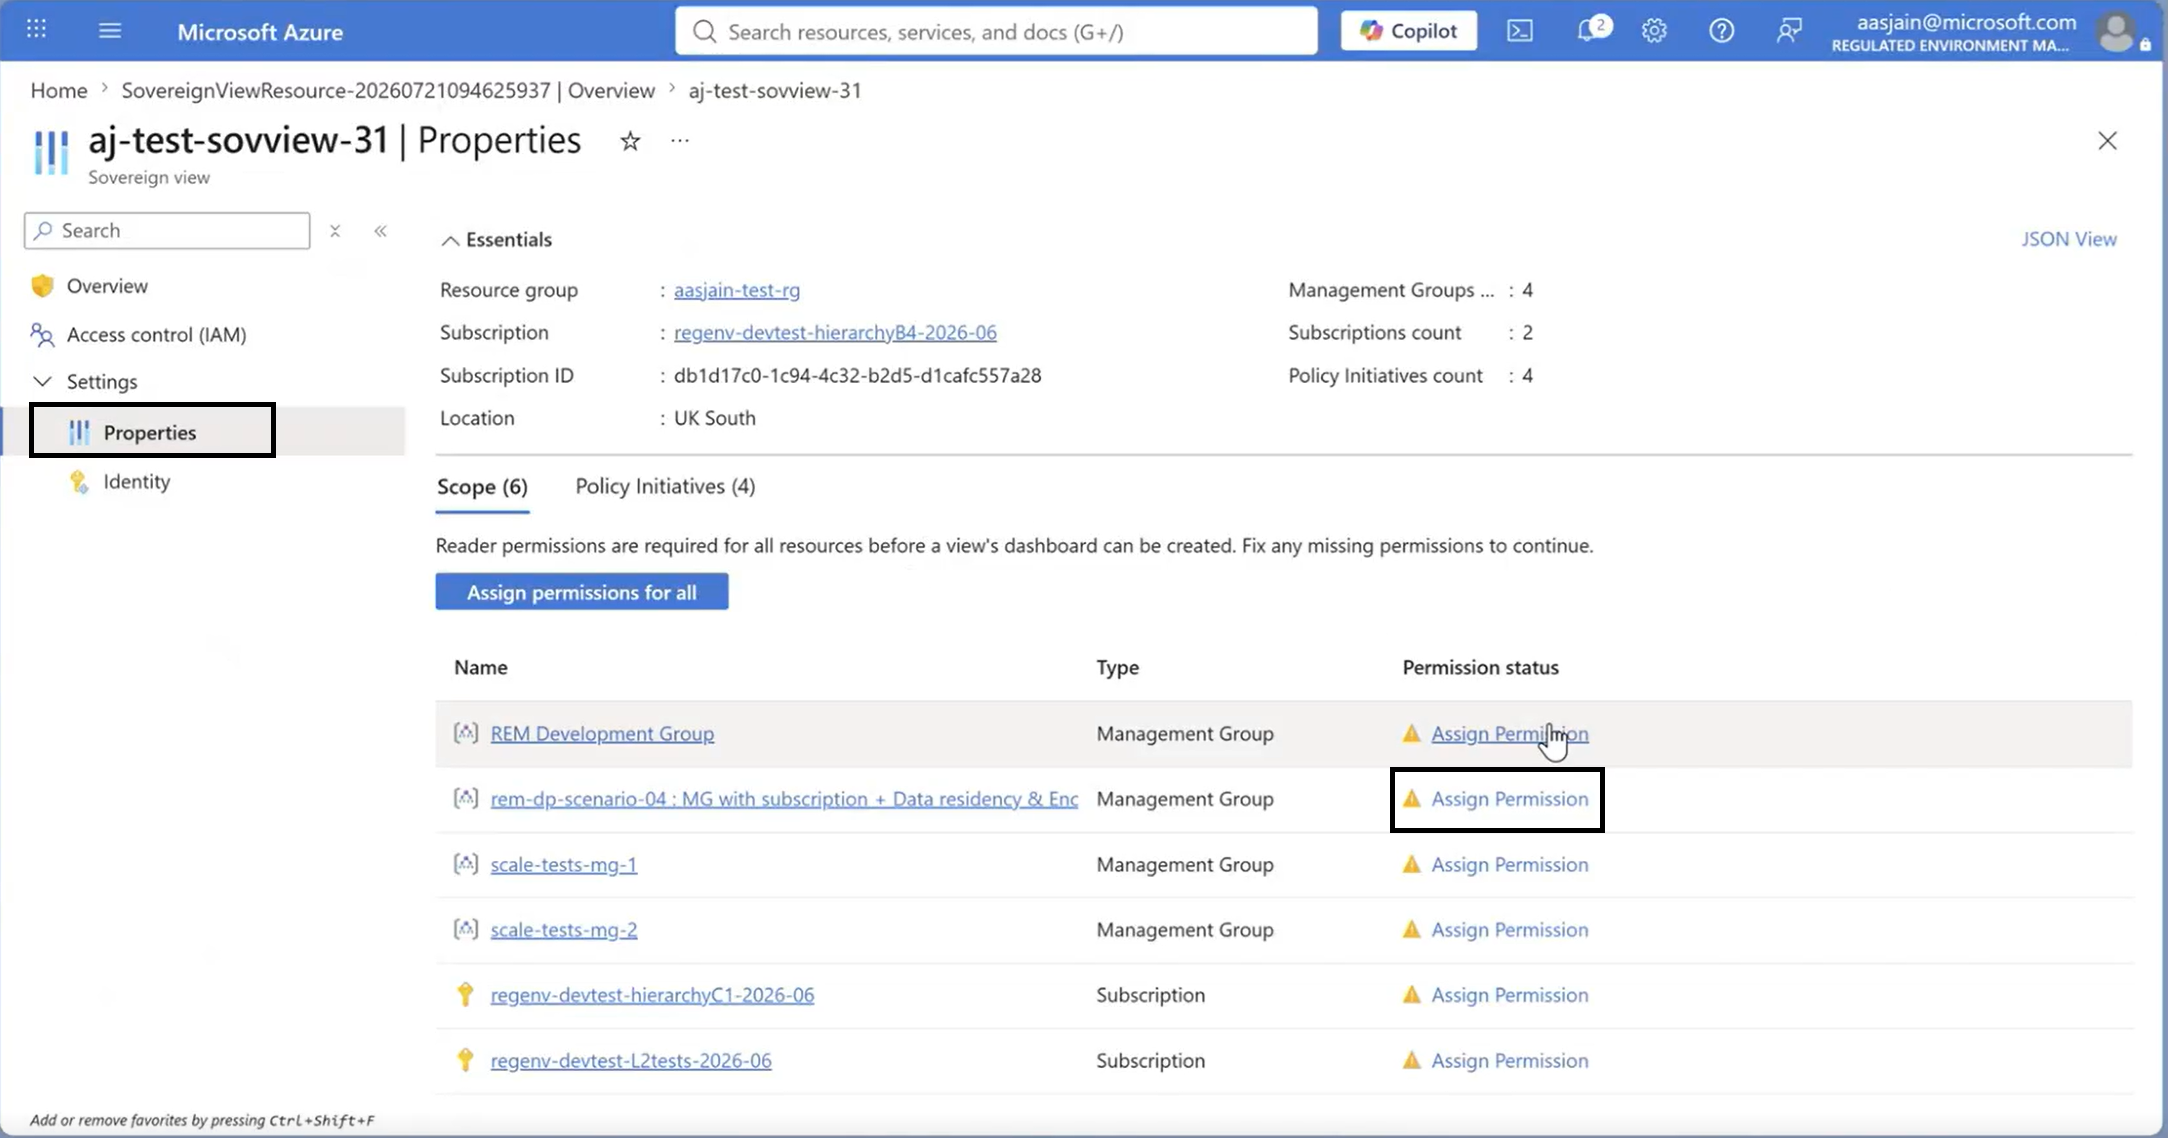 Microsoft Azure
Search resources, services, and docs (G+/)
Copilot
2
aasjain@microsoft.com
REGULATED ENVIRONMENT MA...
Home > SovereignViewResource-20260721094625937 | Overview > aj-test-sovview-31
aj-test-sovview-31 | Properties
Sovereign view
Search
Overview
Access control (IAM)
Settings
Properties
Identity
Essentials
JSON View
Resource group : aasjain-test-rg
Management Groups ... : 4
Subscription : regenv-devtest-hierarchyB4-2026-06
Subscriptions count : 2
Subscription ID : db1d17c0-1c94-4c32-b2d5-d1cafc557a28
Policy Initiatives count : 4
Location : UK South
Scope (6) Policy Initiatives (4)
Reader permissions are required for all resources before a view's dashboard can be created. Fix any missing permissions to continue.
Assign permissions for all
Name Type Permission status
REM Development Group Management Group Assign Permission
rem-dp-scenario-04 : MG with subscription + Data residency & Enc Management Group Assign Permission
scale-tests-mg-1 Management Group Assign Permission
scale-tests-mg-2 Management Group Assign Permission
regenv-devtest-hierarchyC1-2026-06 Subscription Assign Permission
regenv-devtest-L2tests-2026-06 Subscription Assign Permission
Add or remove favorites by pressing Ctrl+Shift+F